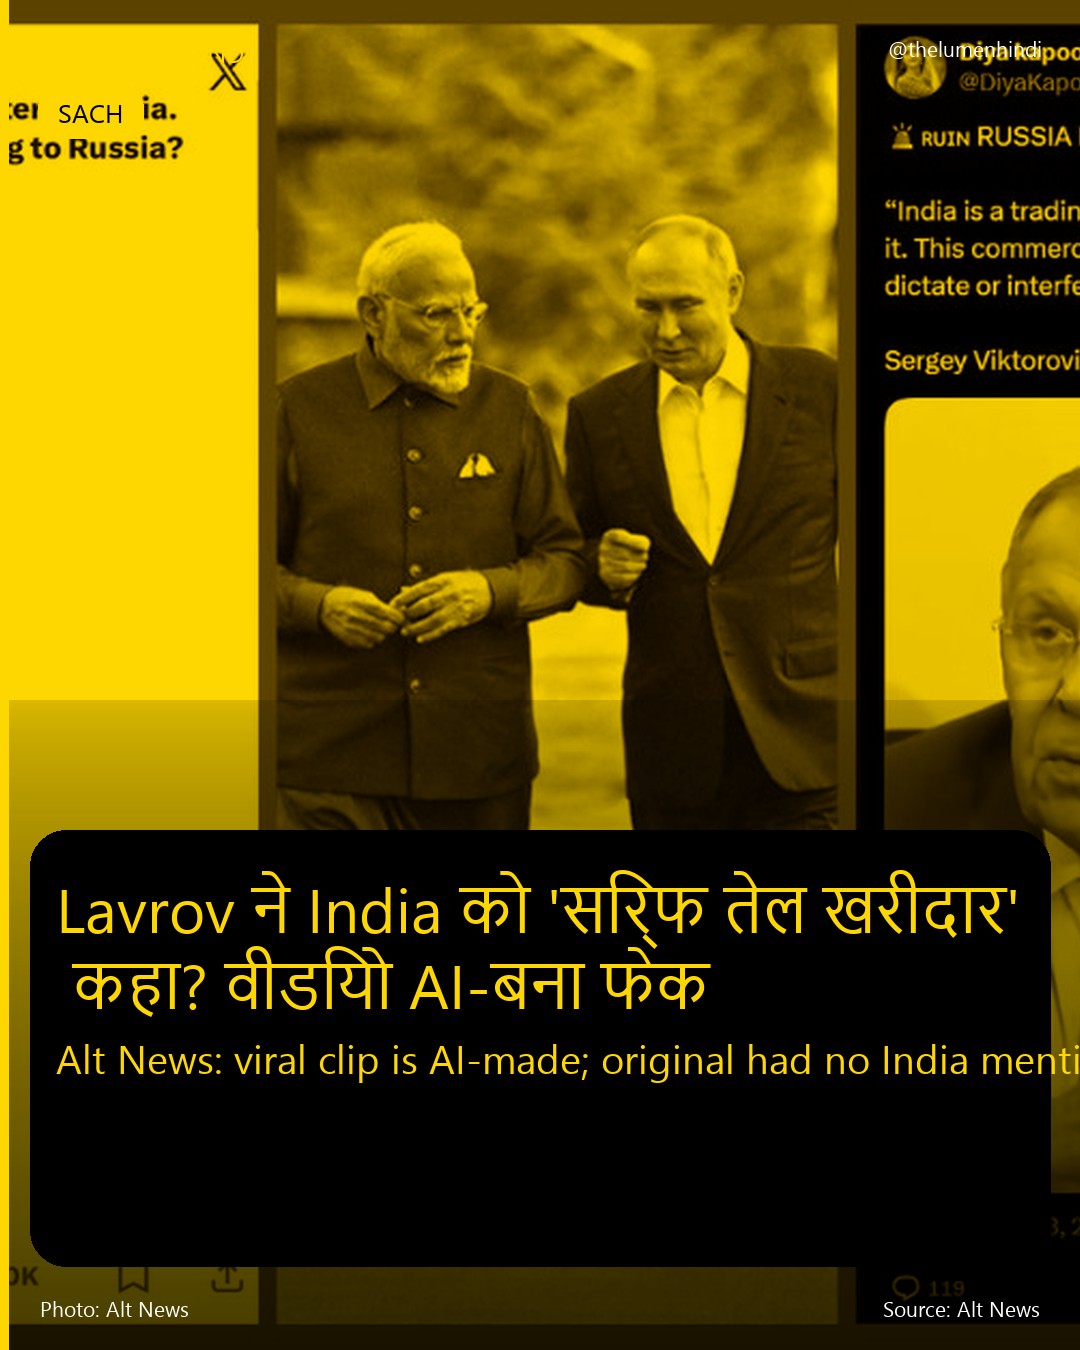 @thelumenhindi
SACH
ia.
g to Russia?
@DiyaKapo
RUIN RUSSIA
“India is a tradin
it. This commerc
dictate or interfe
Sergey Viktorovi
Lavrov ने India को 'सिर्फ तेल खरीदार'
कहा? वीडियो AI-बना फेक
Alt News: viral clip is AI-made; original had no India menti
119
Photo: Alt News
Source: Alt News